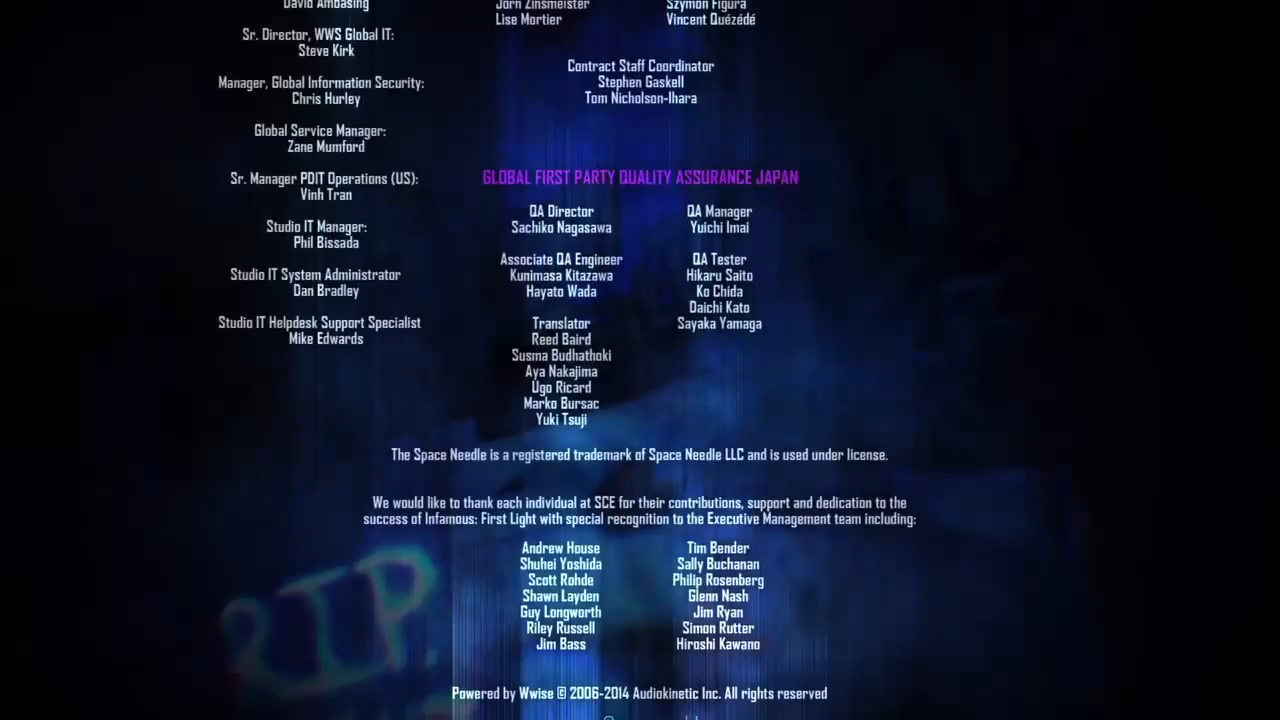 David Ambasing
Sr. Director, WWS Global IT:
Steve Kirk
Manager, Global Information Security:
Chris Hurley
Global Service Manager:
Zane Mumford
Sr. Manager PDIT Operations (US):
Vinh Tran
Studio IT Manager:
Phil Bissada
Studio IT System Administrator
Dan Bradley
Studio IT Helpdesk Support Specialist
Mike Edwards
Jorn Zinsmeister
Lise Mortier
Szymon Figura
Vincent Quézédé
Contract Staff Coordinator
Stephen Gaskell
Tom Nicholson-Ihara
GLOBAL FIRST PARTY QUALITY ASSURANCE JAPAN
QA Director
Sachiko Nagasawa
Associate QA Engineer
Kunimasa Kitazawa
Hayato Wada
Translator
Reed Baird
Susma Budhathoki
Aya Nakajima
Ugo Ricard
Marko Bursac
Yuki Tsuji
QA Manager
Yuichi Imai
QA Tester
Hikaru Saito
Ko Chida
Daichi Kato
Sayaka Yamaga
The Space Needle is a registered trademark of Space Needle LLC and is used under license.
We would like to thank each individual at SCE for their contributions, support and dedication to the
success of Infamous: First Light with special recognition to the Executive Management team including:
Andrew House
Shuhei Yoshida
Scott Rohde
Shawn Layden
Guy Longworth
Riley Russell
Jim Bass
Tim Bender
Sally Buchanan
Philip Rosenberg
Glenn Nash
Jim Ryan
Simon Rutter
Hiroshi Kawano
R.I.P.
Powered by Wwise © 2006-2014 Audiokinetic Inc. All rights reserved